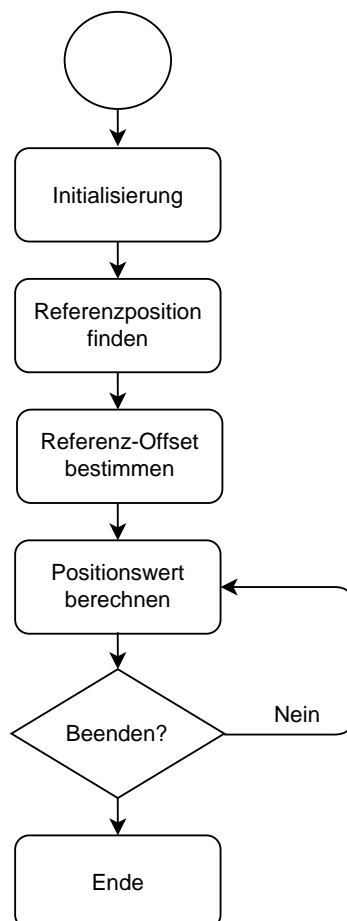 Initialisierung
Referenzposition
finden
Referenz-Offset
bestimmen
Positionswert
berechnen
Beenden?
Nein
Ende